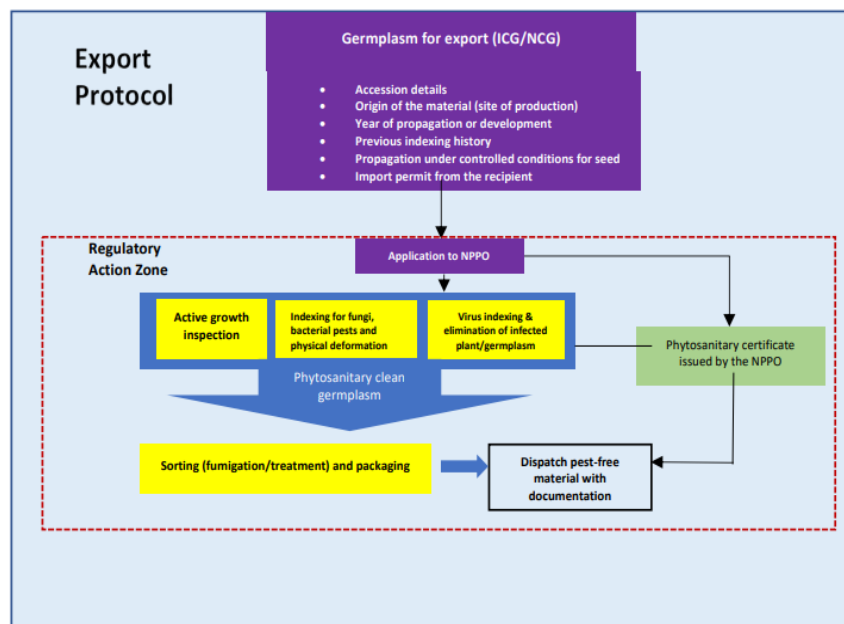 Export
Protocol
Germplasm for export (ICG/NCG)
• Accession details
• Origin of the material (site of production)
• Year of propagation or development
• Previous indexing history
• Propagation under controlled conditions for seed
• Import permit from the recipient
Regulatory
Action Zone
Application to NPPO
Active growth
inspection
Indexing for fungi,
bacterial pests and
physical deformation
Virus indexing &
elimination of infected
plant/germplasm
Phytosanitary certificate
issued by the NPPO
Phytosanitary clean
germplasm
Sorting (fumigation/treatment) and packaging
Dispatch pest-free
material with
documentation